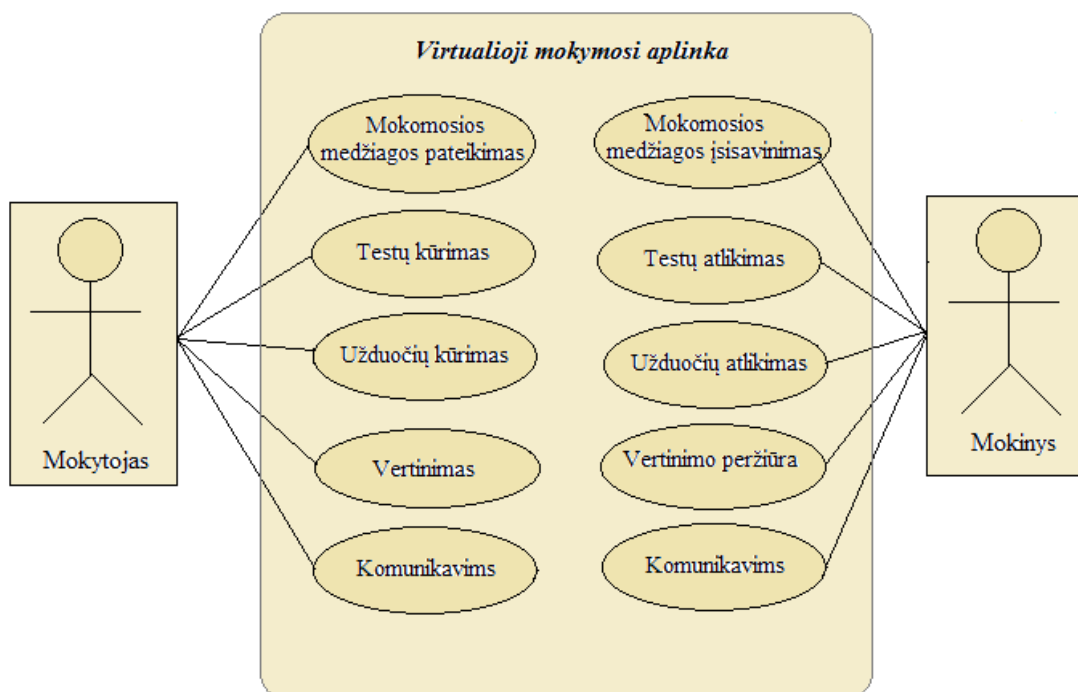 Virtualioji mokymosi aplinka
Mokomosios
medžiagos pateikimas
Mokomosios
medžiagos įsisavinimas
Testų kūrimas
Testų atlikimas
Užduočių kūrimas
Užduočių atlikimas
Mokytojas
Mokinys
Vertinimas
Vertinimo peržiūra
Komunikavims
Komunikavims